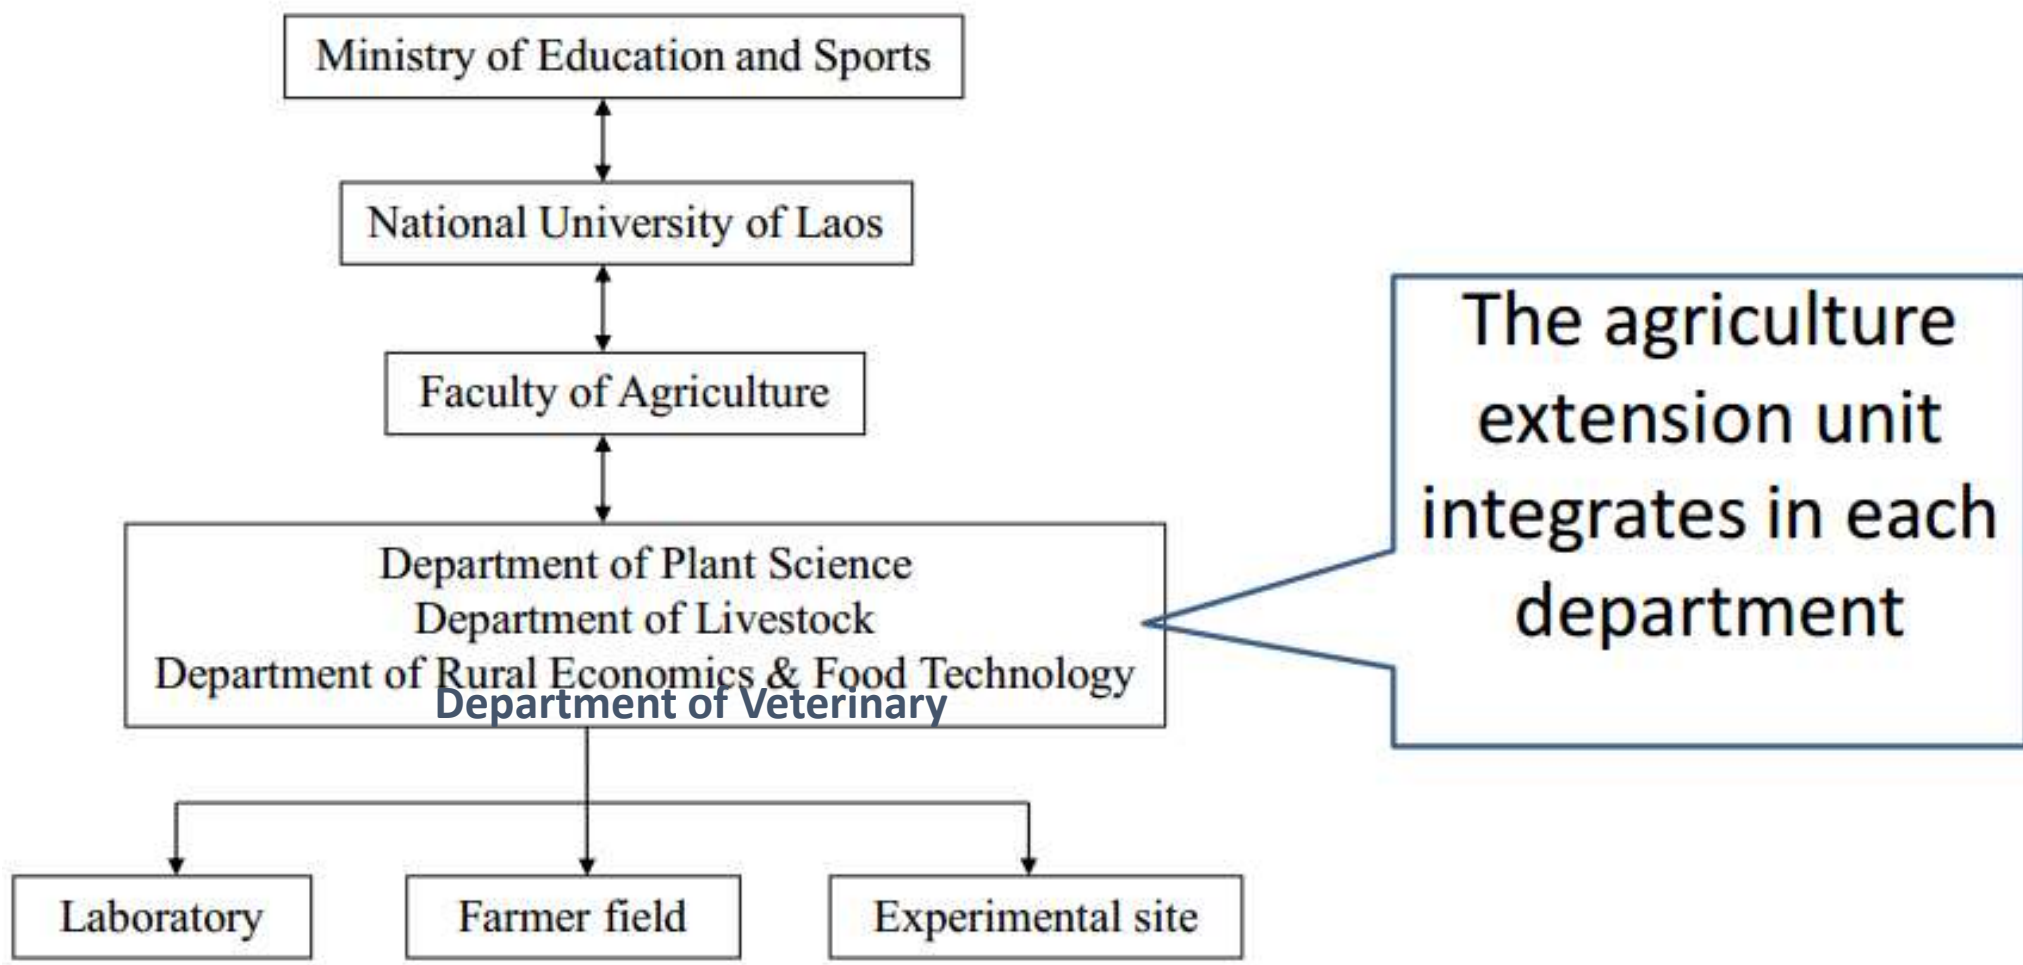 Ministry of Education and Sports
National University of Laos
Faculty of Agriculture
Department of Plant Science
Department of Livestock
Department of Rural Economics & Food Technology
Department of Veterinary
The agriculture
extension unit
integrates in each
department
Laboratory
Farmer field
Experimental site